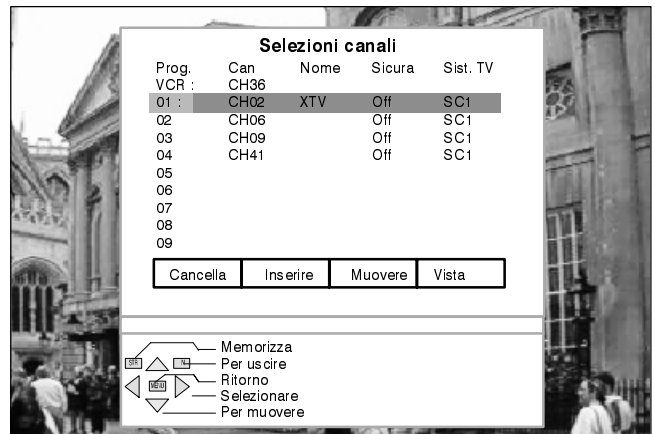 Selezioni canali
Prog. Can Nome Sicura Sist. TV
VCR : CH36
01 : CH02 XTV Off SC1
02 CH06 Off SC1
03 CH09 Off SC1
04 CH41 Off SC1
05
06
07
08
09
Cancella Inserire Muovere Vista
Memorizza
STR N Per uscire
MENU Ritorno
Selezionare
Per muovere